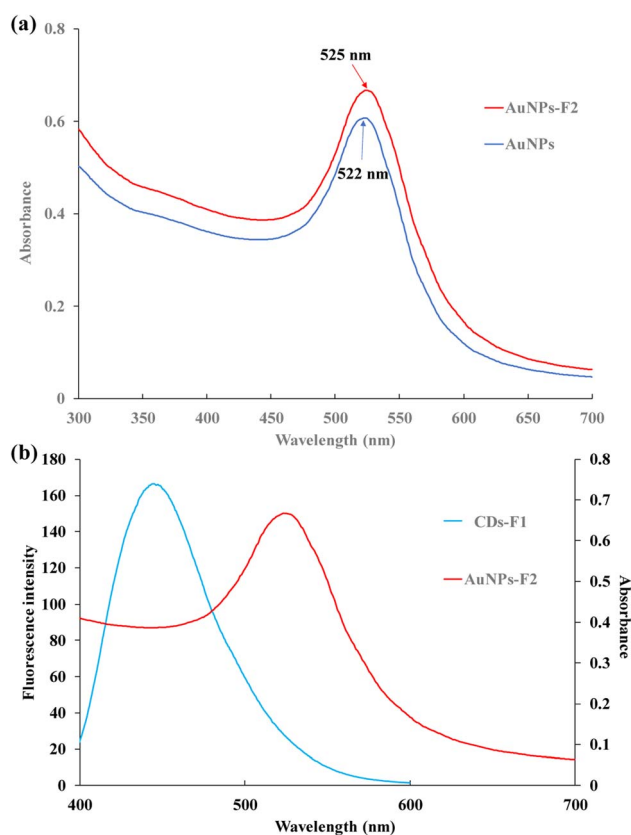 (a)
525 nm
522 nm
AuNPs-F2
AuNPs
Absorbance
0.8
0.6
0.4
0.2
0
300 350 400 450 500 550 600 650 700
Wavelength (nm)
(b)
Fluorescence intensity
180
160
140
120
100
80
60
40
20
0
CDs-F1
AuNPs-F2
0.8
0.7
0.6
0.5
0.4
0.3
0.2
0.1
0
Absorbance
400 500 600 700
Wavelength (nm)